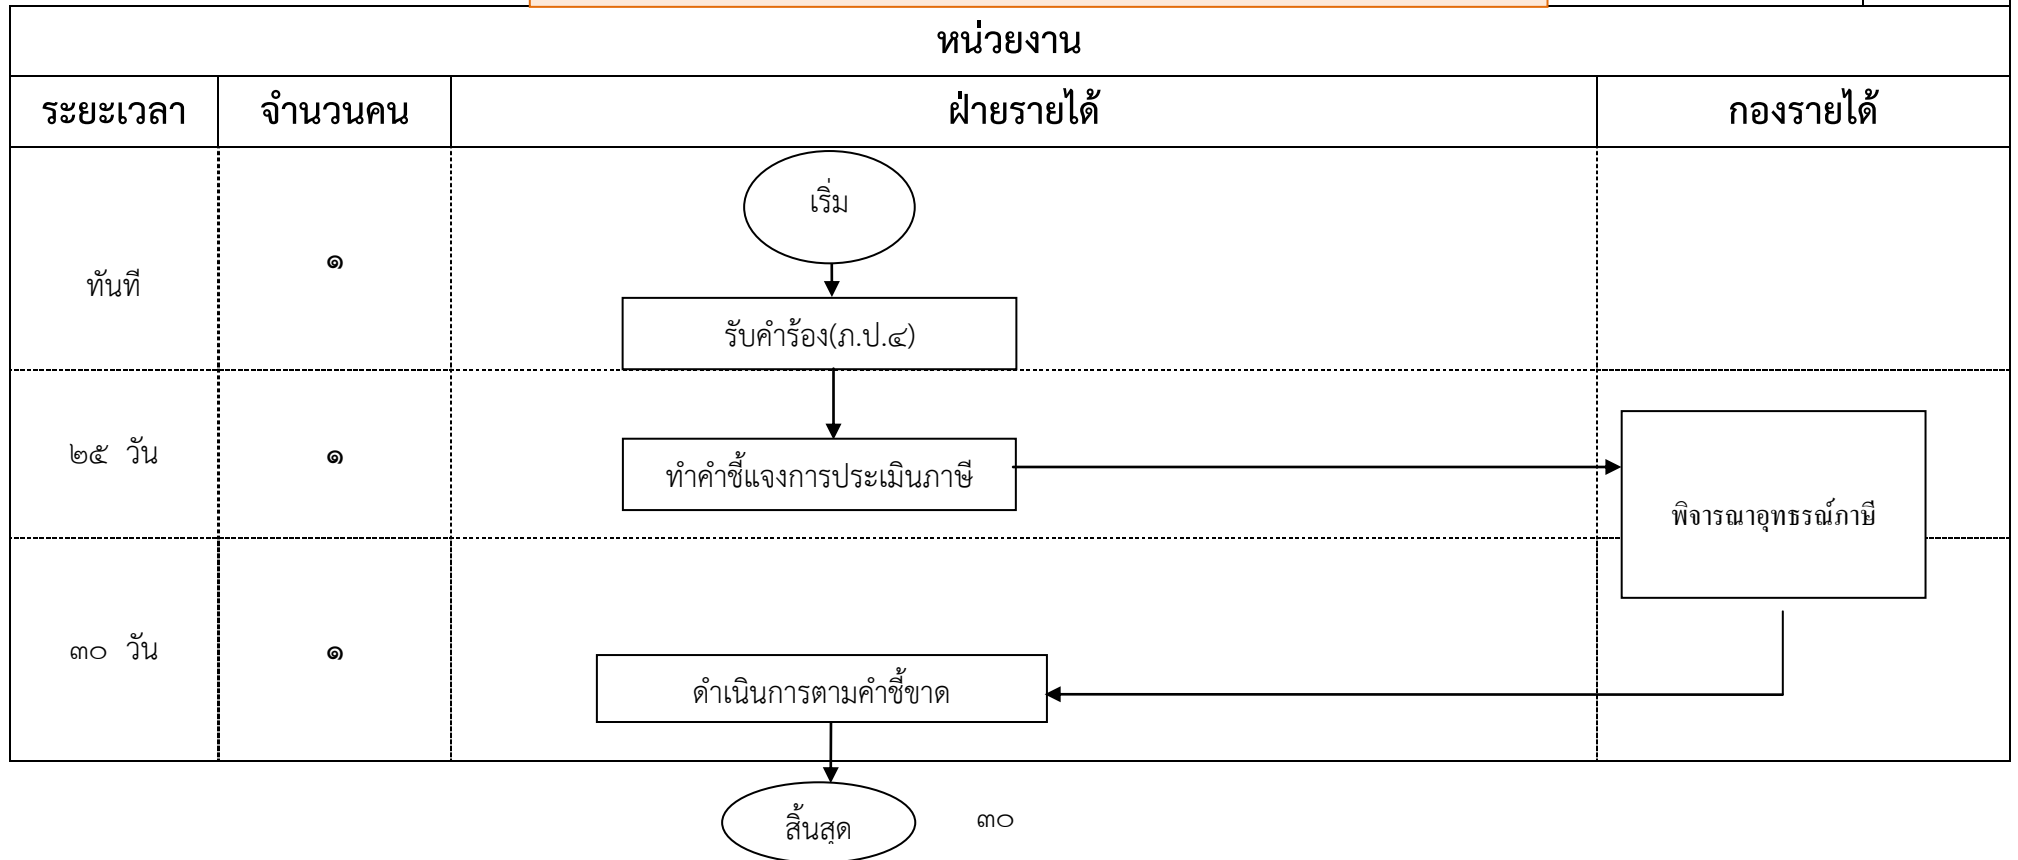 หน่วยงาน
ระยะเวลา จำนวนคน ฝ่ายรายได้ กองรายได้
เริ่ม
ทันที ๑
รับคำร้อง(ภ.ป.๔)
๒๕ วัน ๑ ทำคำชี้แจงการประเมินภาษี
พิจารณาอุทธรณ์ภาษี
๓๐ วัน ๑
ดำเนินการตามคำชี้ขาด
สิ้นสุด ๓๐